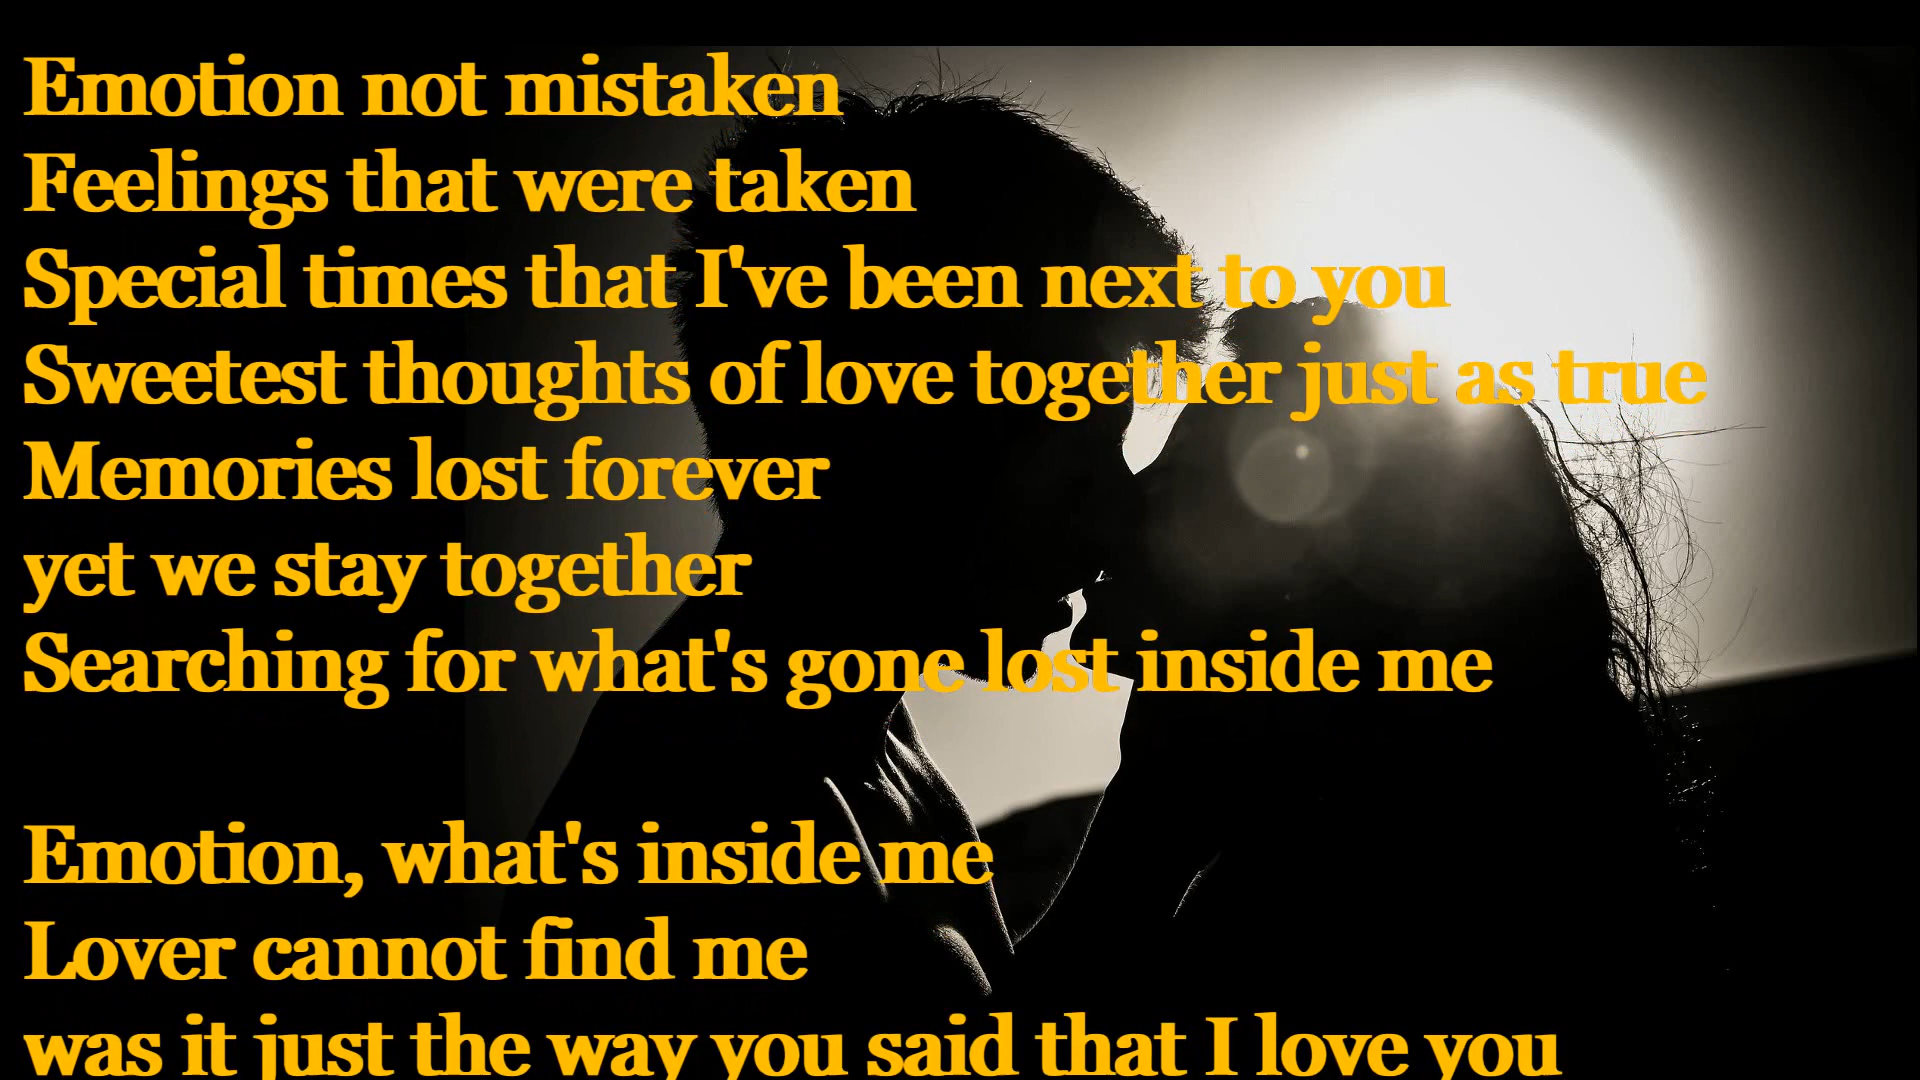 Emotion not mistaken
Feelings that were taken
Special times that I've been next to you
Sweetest thoughts of love together just as true
Memories lost forever
yet we stay together
Searching for what's gone lost inside me
Emotion, what's inside me
Lover cannot find me
was it just the way you said that I love you